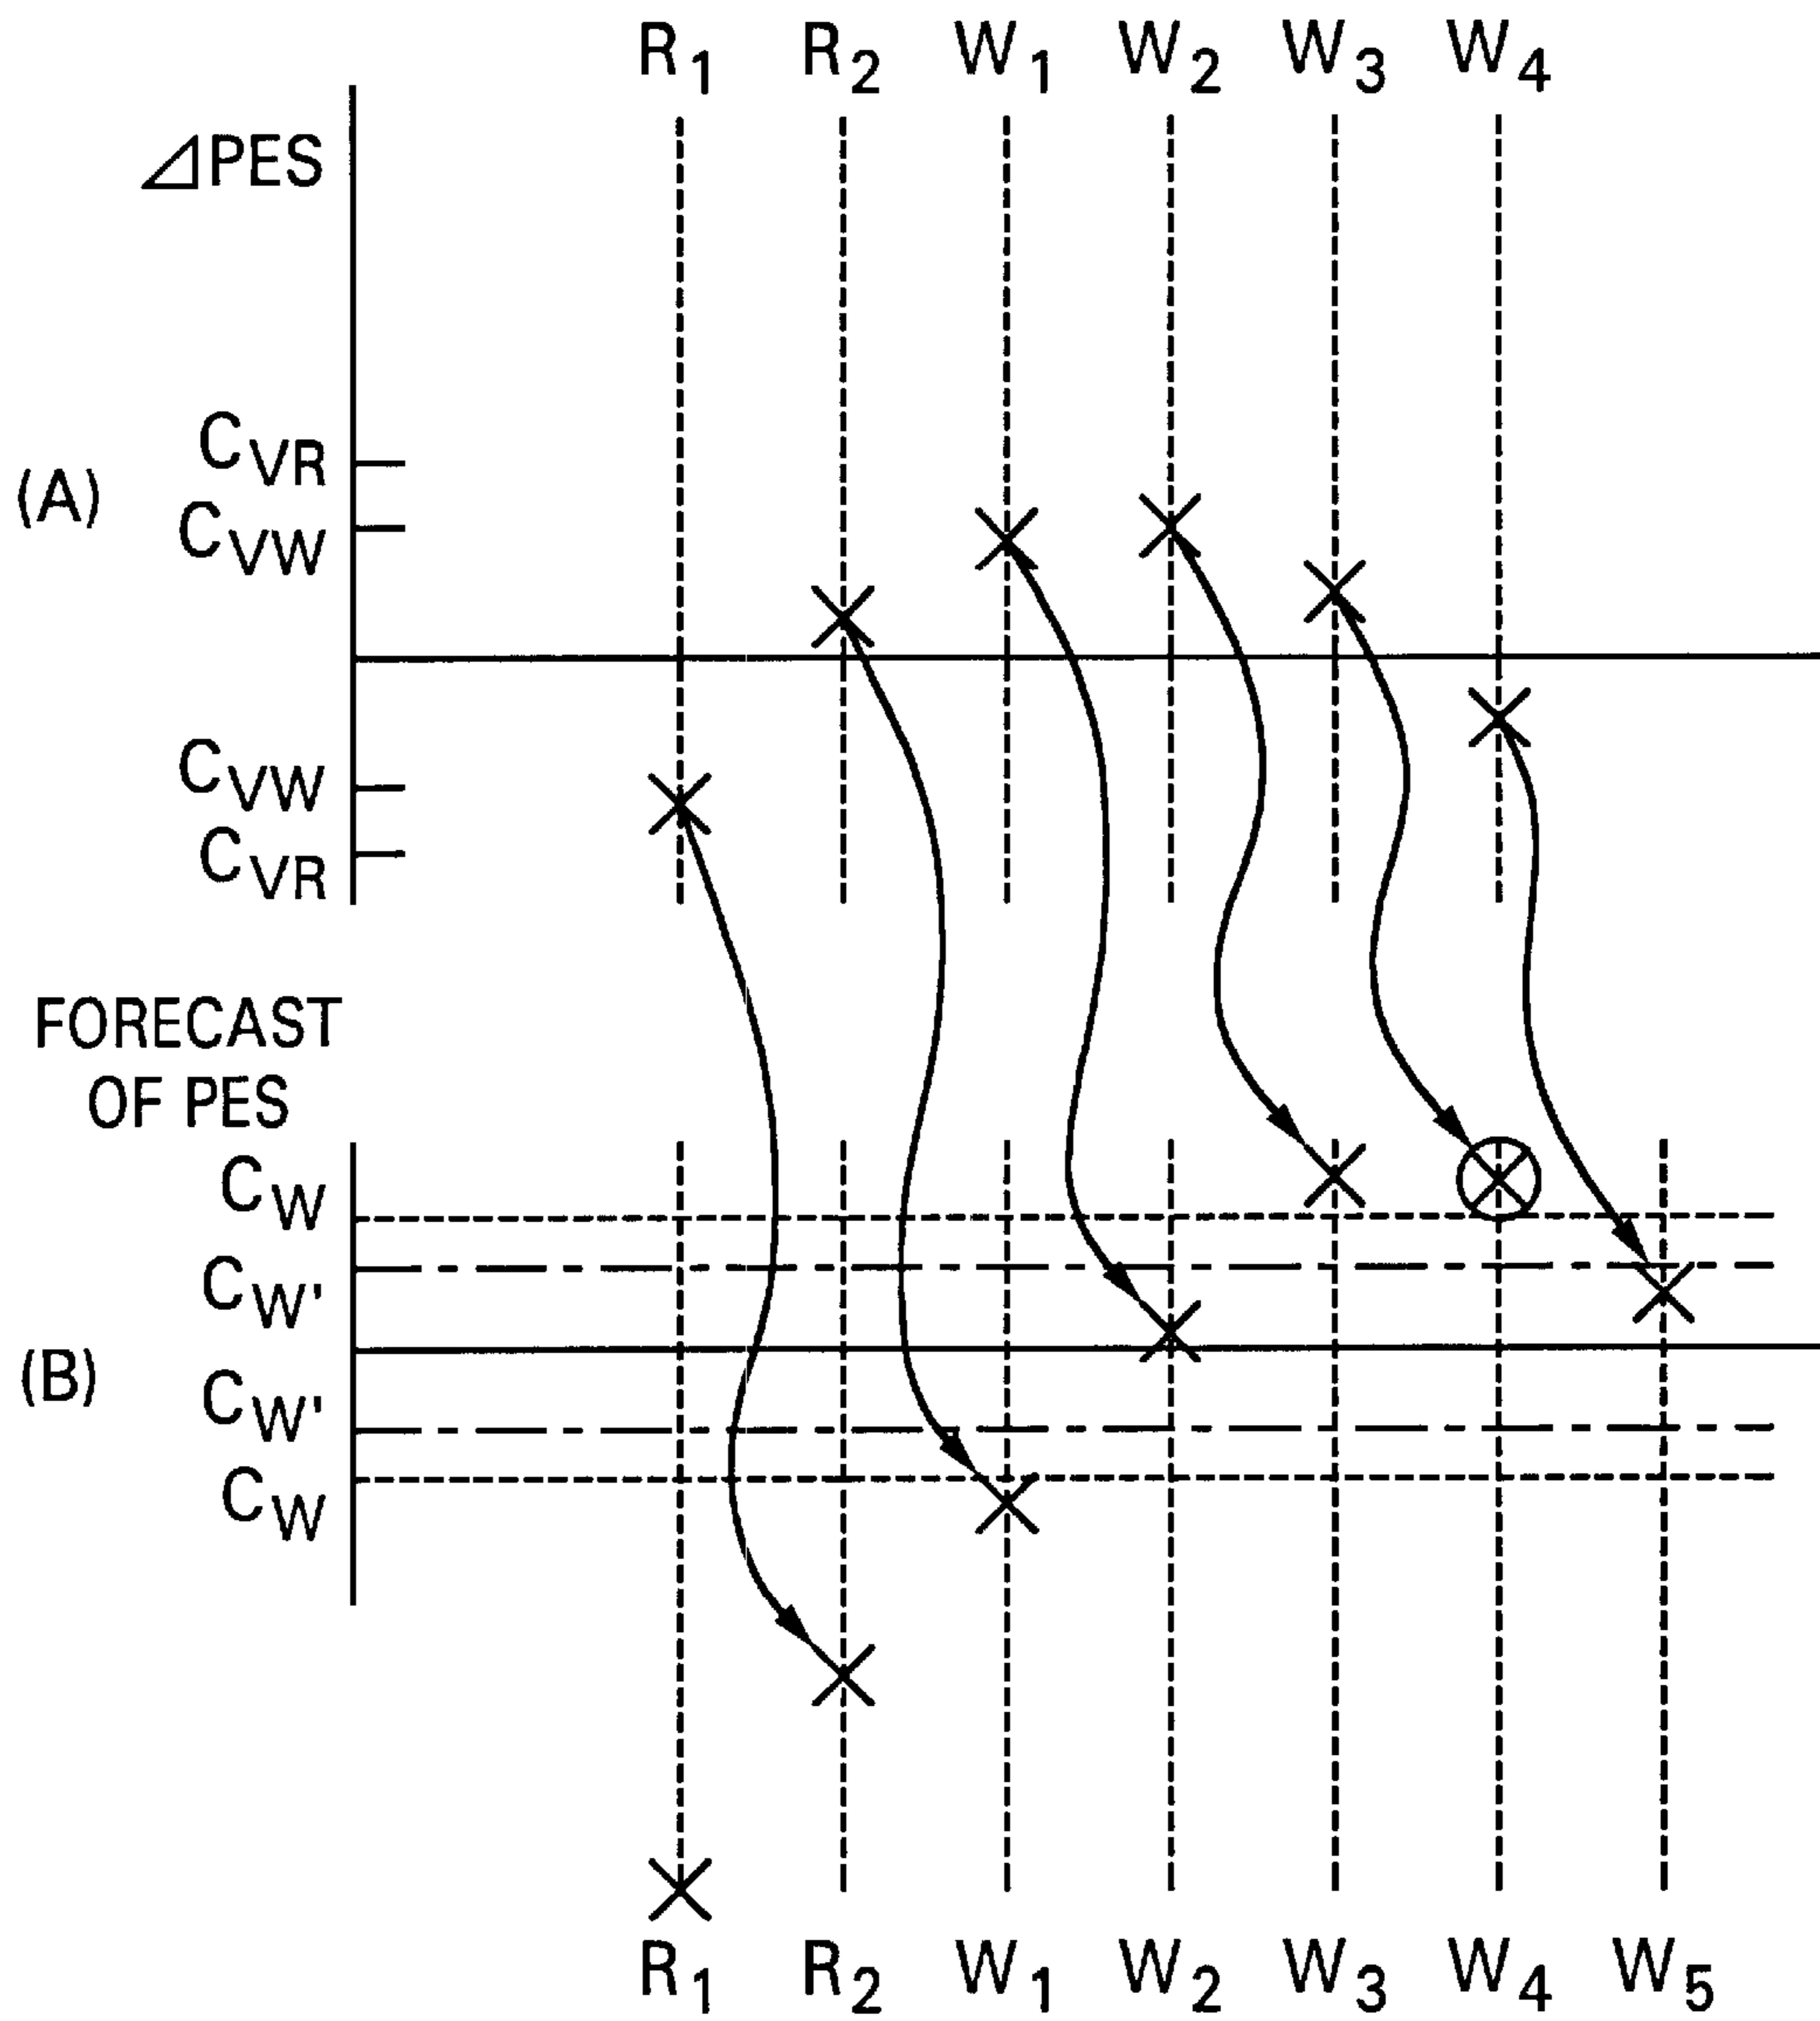 R1 R2 W1 W2 W3 W4
⊿PES
CVR
(A)
CVW
CVW
CVR
FORECAST
OF PES
CW
CW'
(B)
CW'
CW
R1 R2 W1 W2 W3 W4 W5